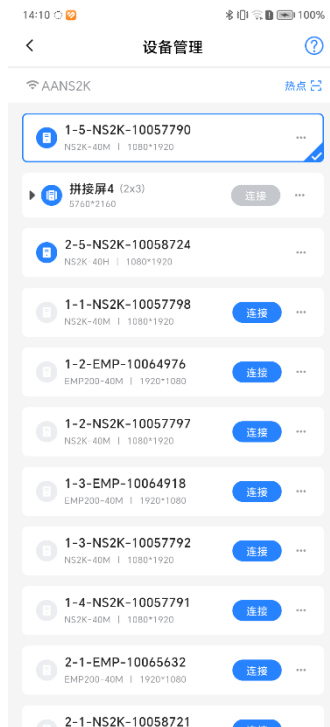 14:10
100%
设备管理
AANS2K
热点
1-5-NS2K-10057790
NS2K-40M | 1080*1920
拼接屏4 (2x3)
5760*2160
连接
2-5-NS2K-10058724
NS2K-40H | 1080*1920
1-1-NS2K-10057798
NS2K-40M | 1080*1920
连接
1-2-EMP-10064976
EMP200-40M | 1920*1080
连接
1-2-NS2K-10057797
NS2K-40M | 1080*1920
连接
1-3-EMP-10064918
EMP200-40M | 1920*1080
连接
1-3-NS2K-10057792
NS2K-40M | 1080*1920
连接
1-4-NS2K-10057791
NS2K-40M | 1080*1920
连接
2-1-EMP-10065632
EMP200-40M | 1920*1080
连接
2-1-NS2K-10058721